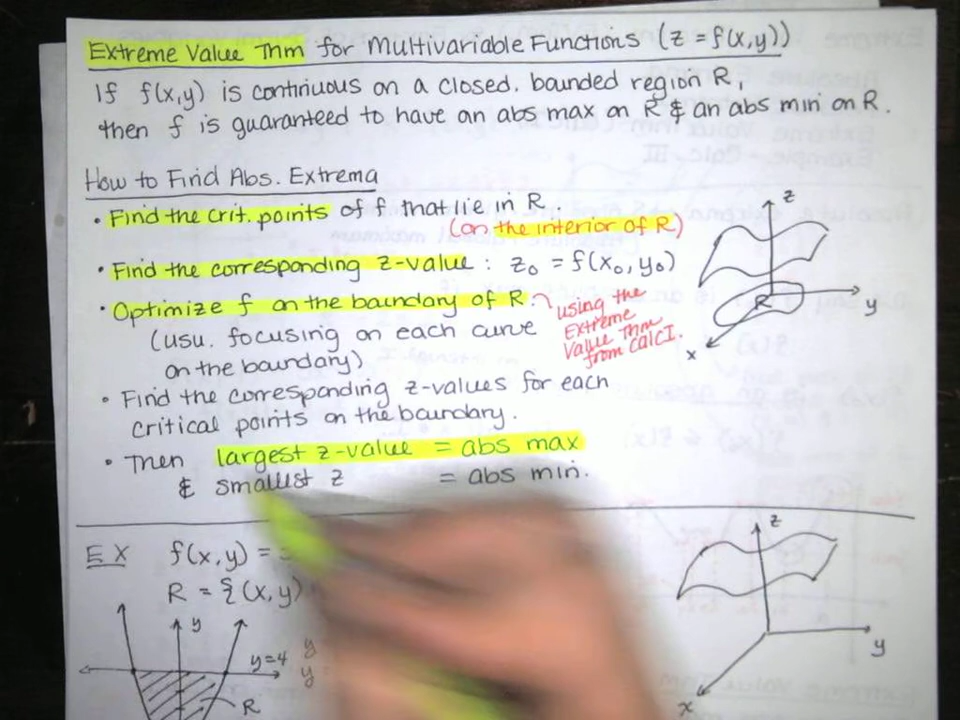 Extreme Value Thm for Multivariable Functions (z = f(x,y))
If f(x,y) is continuous on a closed, bounded region R,
then f is guaranteed to have an abs max on R & an abs min on R.
How to Find Abs. Extrema
• Find the crit. points of f that lie in R.
(on the interior of R)
• Find the corresponding z-value : z₀ = f(x₀, y₀)
• Optimize f on the boundary of R:
using the
Extreme
Value Thm
from Calc I.
(usu. focusing on each curve
on the boundary)
• Find the corresponding z-values for each
critical points on the boundary.
• Then largest z-value = abs max
& smallest z = abs min.
z
y
x
R
EX f(x,y) =
R = {(x,y)
y
y=4
R
y
y =
z
y
x